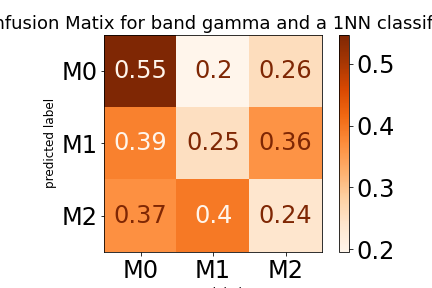 nfusion Matix for band gamma and a 1NN classif
M0 0.55 0.2 0.26
M1 0.39 0.25 0.36
M2 0.37 0.4 0.24
M0 M1 M2
predicted label
0.5
0.4
0.3
0.2